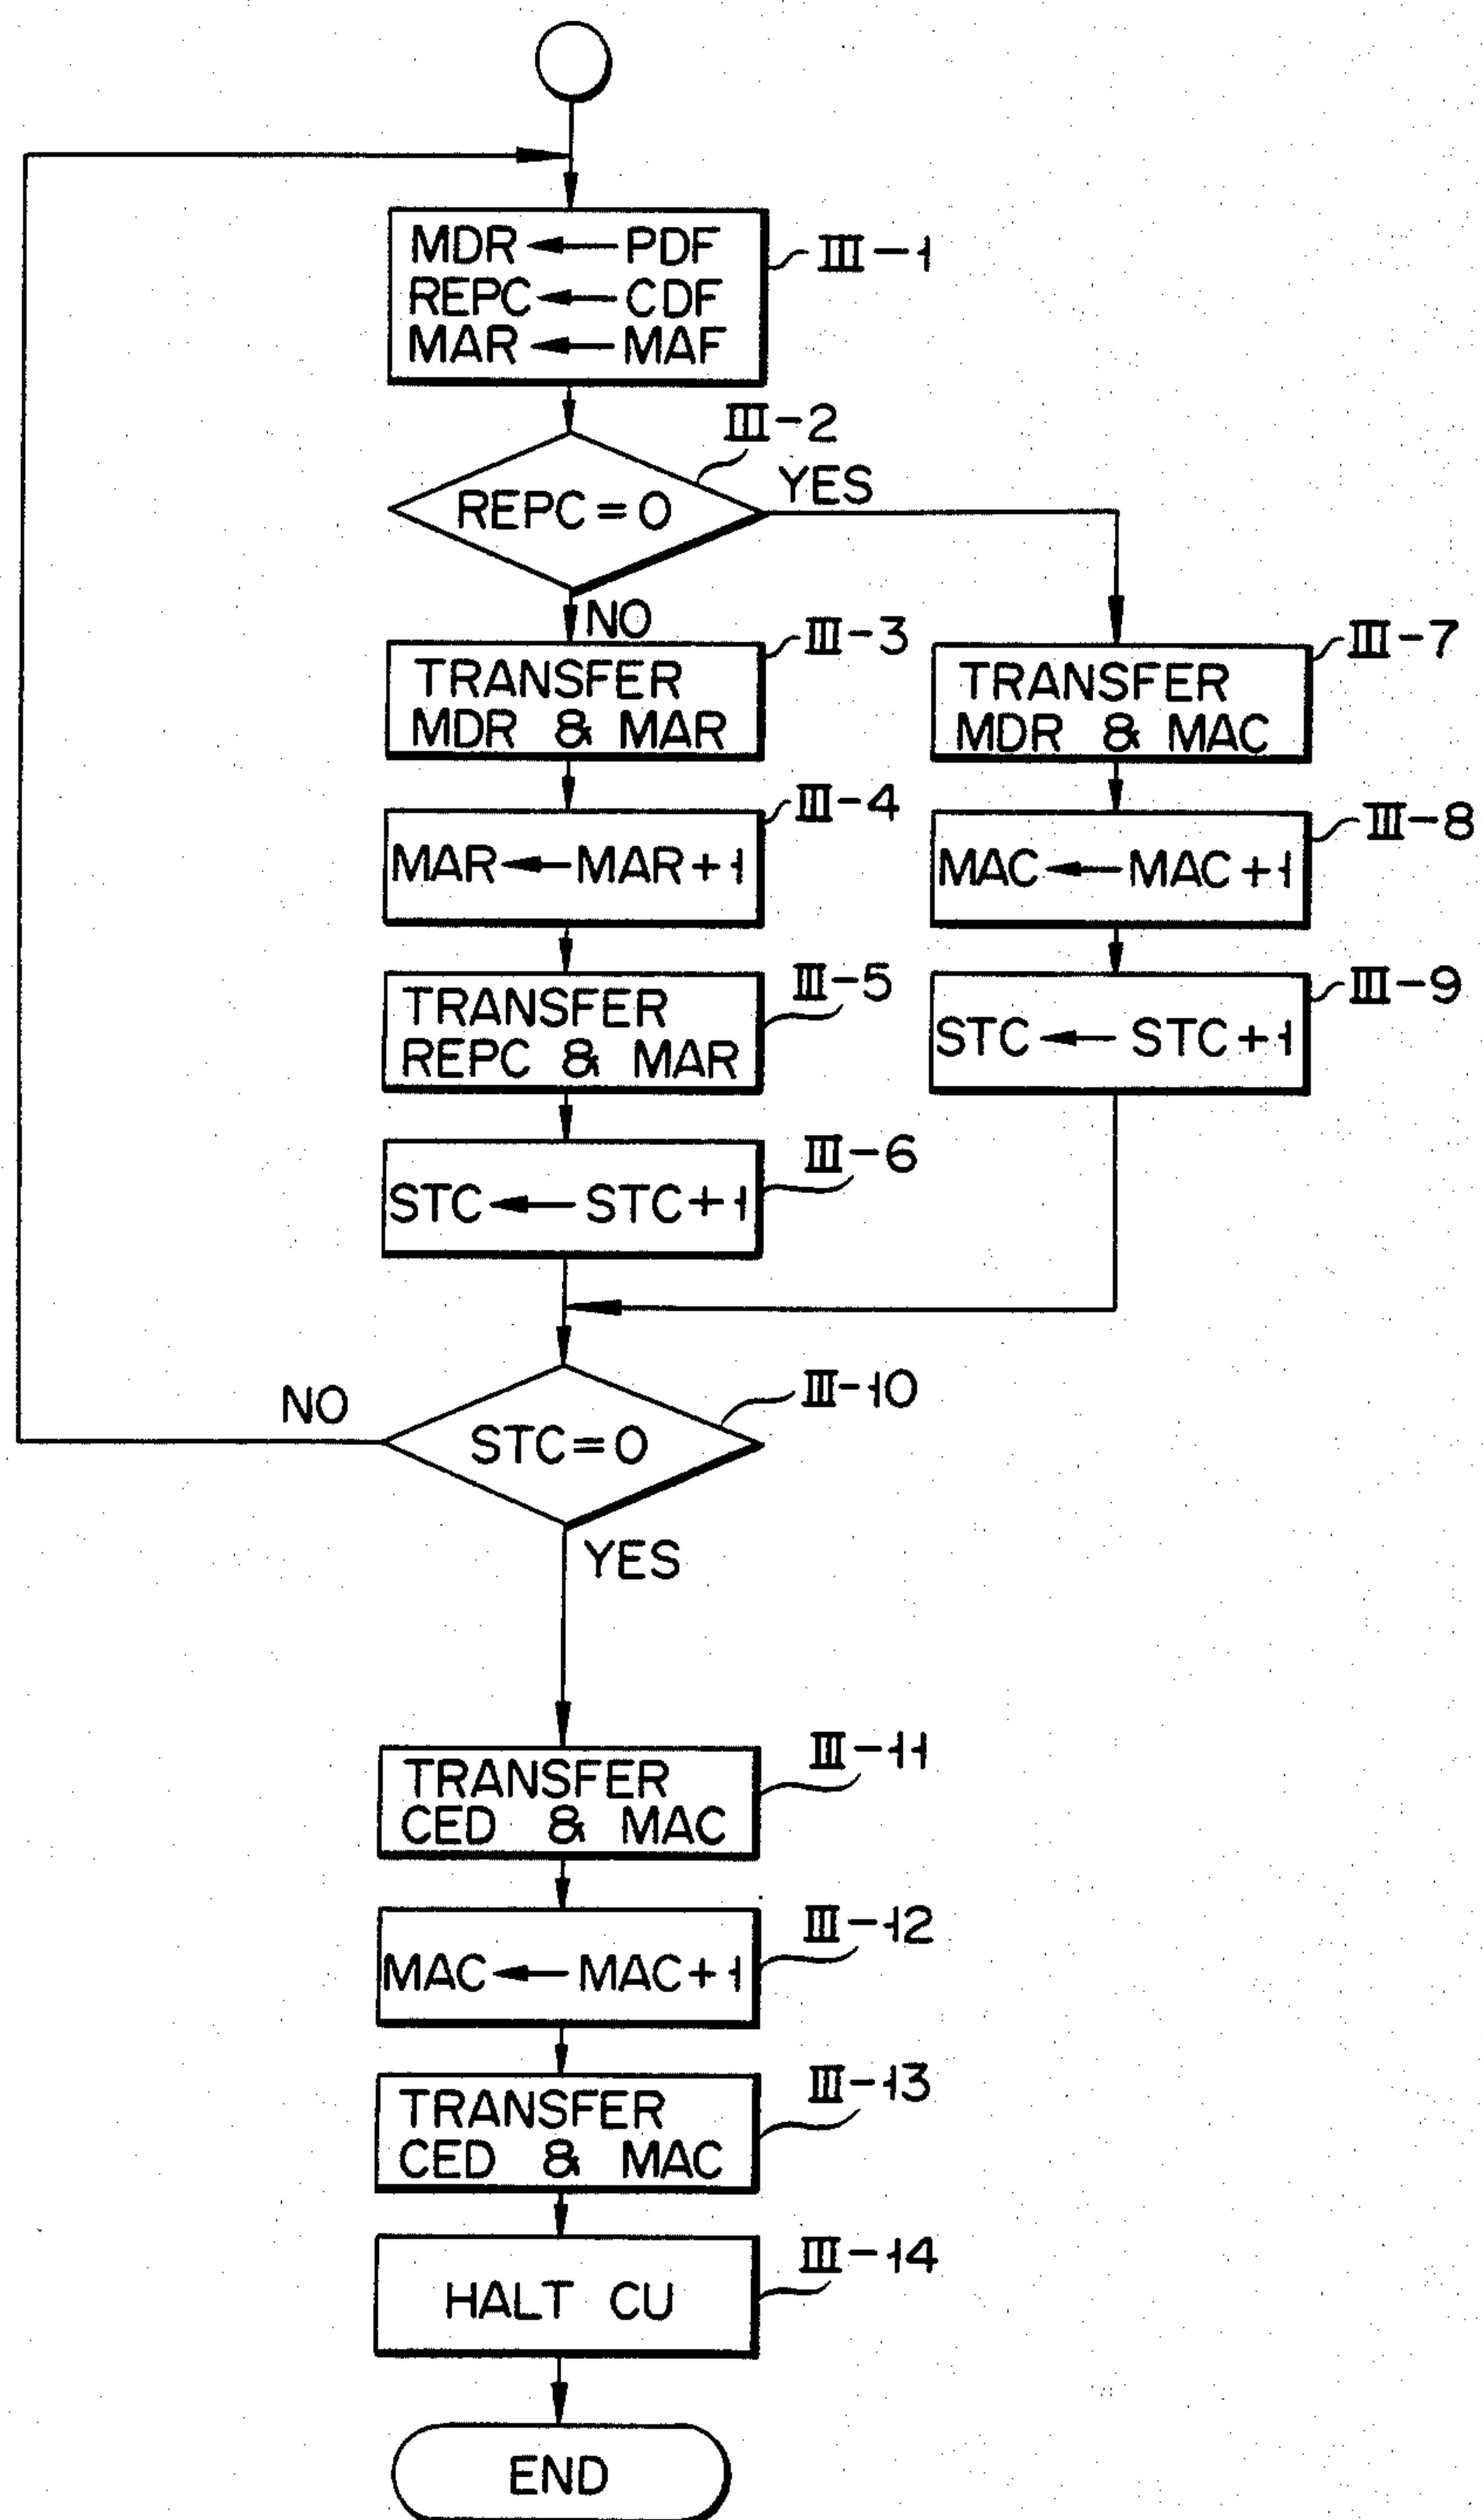 MDR ← PDF
REPC ← CDF
MAR ← MAF
III-1
III-2
REPC = 0
YES
NO
TRANSFER
MDR & MAR
III-3
TRANSFER
MDR & MAC
III-7
MAR ← MAR+1
III-4
MAC ← MAC+1
III-8
TRANSFER
REPC & MAR
III-5
STC ← STC+1
III-9
STC ← STC+1
III-6
STC=0
III-10
NO
YES
TRANSFER
CED & MAC
III-11
MAC ← MAC+1
III-12
TRANSFER
CED & MAC
III-13
HALT CU
III-14
END